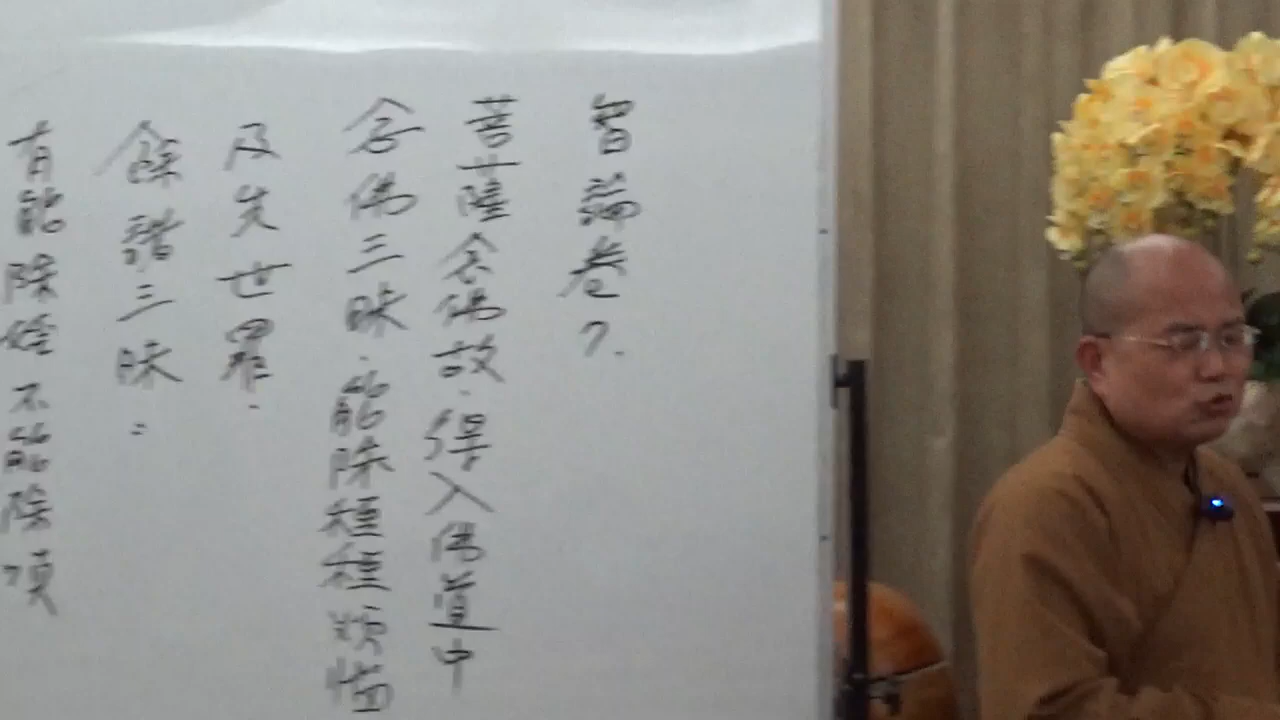 智論卷7.
菩薩念佛故.得入佛道中
念佛三昧.能除種種煩惱
及先世罪.
餘諸三昧:
有能除婬不能除